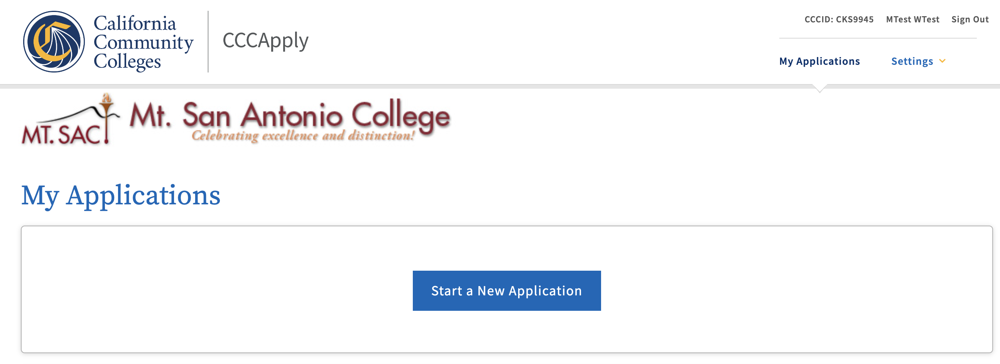 California
Community
Colleges
CCCApply
CCCID: CKS9945 MTest WTest Sign Out
My Applications Settings
MT. SAC
Mt. San Antonio College
Celebrating excellence and distinction!
My Applications
Start a New Application